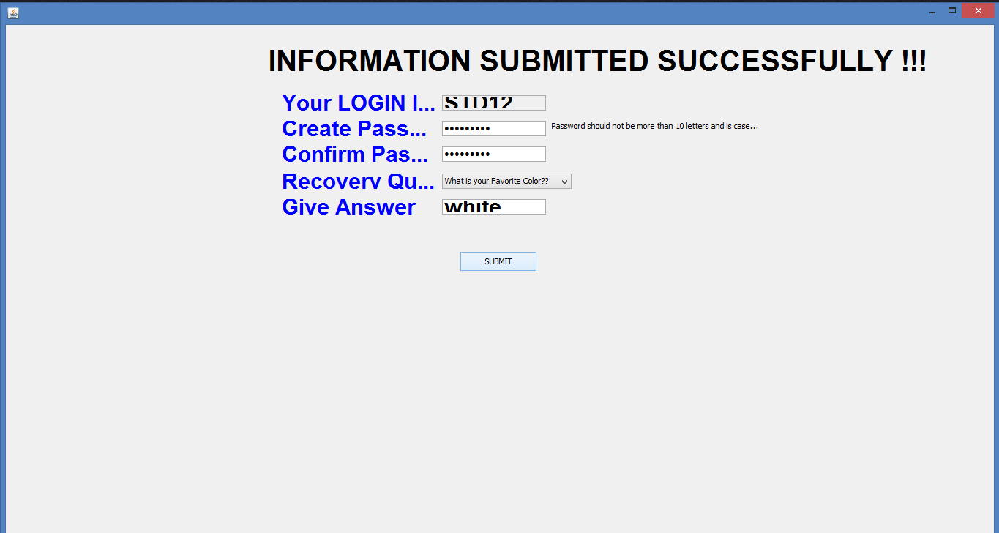 INFORMATION SUBMITTED SUCCESSFULLY !!!
Your LOGIN I... STD12
Create Pass... ••••••••• Password should not be more than 10 letters and is case...
Confirm Pas... •••••••••
Recovery Qu... What is your Favorite Color??
Give Answer white
SUBMIT